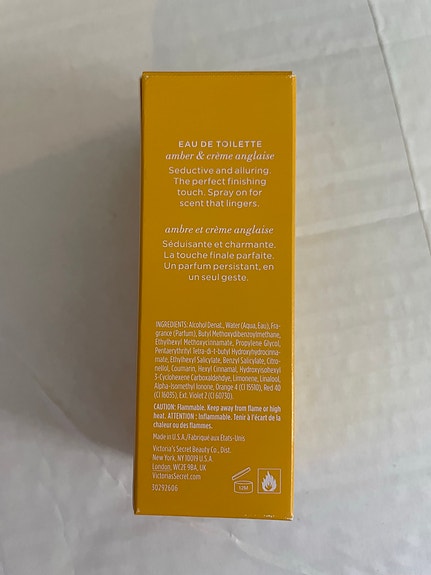 EAU DE TOILETTE
amber & crème anglaise
Seductive and alluring.
The perfect finishing
touch. Spray on for
scent that lingers.
ambre et crème anglaise
Séduisante et charmante.
La touche finale parfaite.
Un parfum persistant, en
un seul geste.
INGREDIENTS: Alcohol Denat., Water (Aqua, Eau), Fra-
grance (Parfum), Butyl Methoxydibenzoylmethane,
Ethylhexyl Methoxycinnamate, Propylene Glycol,
Pentaerythrityl Tetra-di-t-butyl Hydroxyhydrocinna-
mate, Ethylhexyl Salicylate, Benzyl Salicylate, Citro-
nellol, Coumarin, Hexyl Cinnamal, Hydroxyisohexyl
3-Cyclohexene Carboxaldehyde, Limonene, Linalool,
Alpha-Isomethyl Ionone, Orange 4 (CI 15510), Red 40
(CI 16035), Ext. Violet 2 (CI 60730).
CAUTION: Flammable. Keep away from flame or high
heat. ATTENTION : Inflammable. Tenir à l'écart de la
chaleur ou des flammes.
Made in U.S.A./Fabriqué aux États-Unis
Victoria's Secret Beauty Co., Dist.
New York, NY 10019 U.S.A.
London, WC2E 9BA, UK
VictoriasSecret.com
30292606
12M